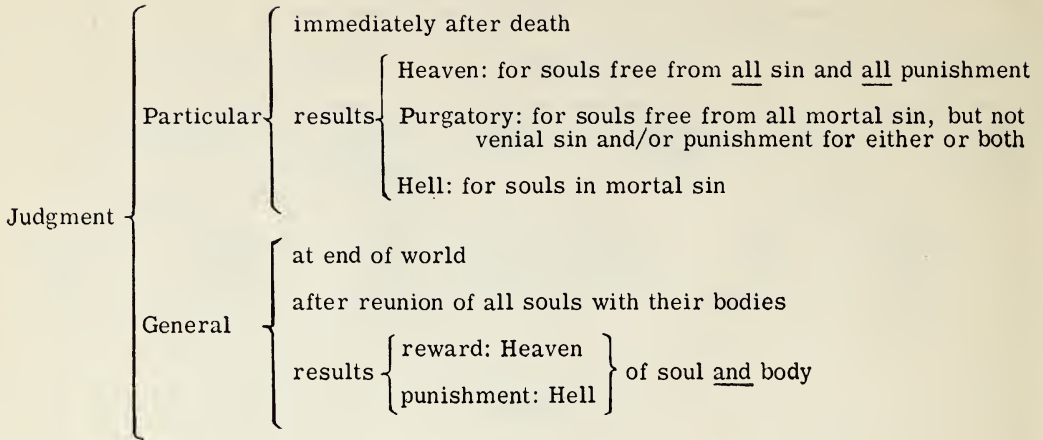 immediately after death
Heaven: for souls free from all sin and all punishment
Particular
results
Purgatory: for souls free from all mortal sin, but not
venial sin and/or punishment for either or both
Hell: for souls in mortal sin
Judgment
at end of world
after reunion of all souls with their bodies
General
results
reward: Heaven
of soul and body
punishment: Hell